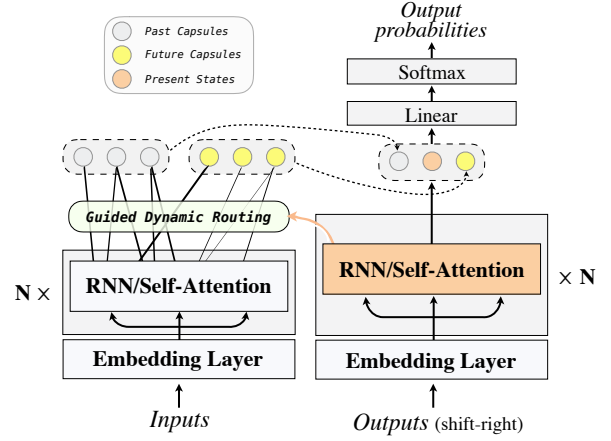 Output
probabilities
Past Capsules
Future Capsules
Present States
Softmax
Linear
Guided Dynamic Routing
RNN/Self-Attention
RNN/Self-Attention
N ×
× N
Embedding Layer
Embedding Layer
Inputs
Outputs (shift-right)